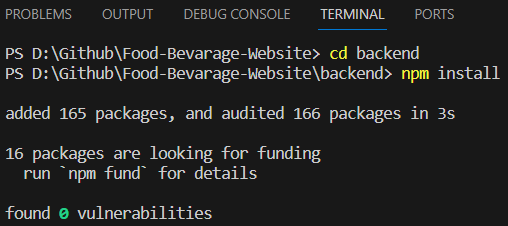 PROBLEMS OUTPUT DEBUG CONSOLE TERMINAL PORTS
PS D:\Github\Food-Bevarage-Website> cd backend
PS D:\Github\Food-Bevarage-Website\backend> npm install
added 165 packages, and audited 166 packages in 3s
16 packages are looking for funding
  run `npm fund` for details
found 0 vulnerabilities